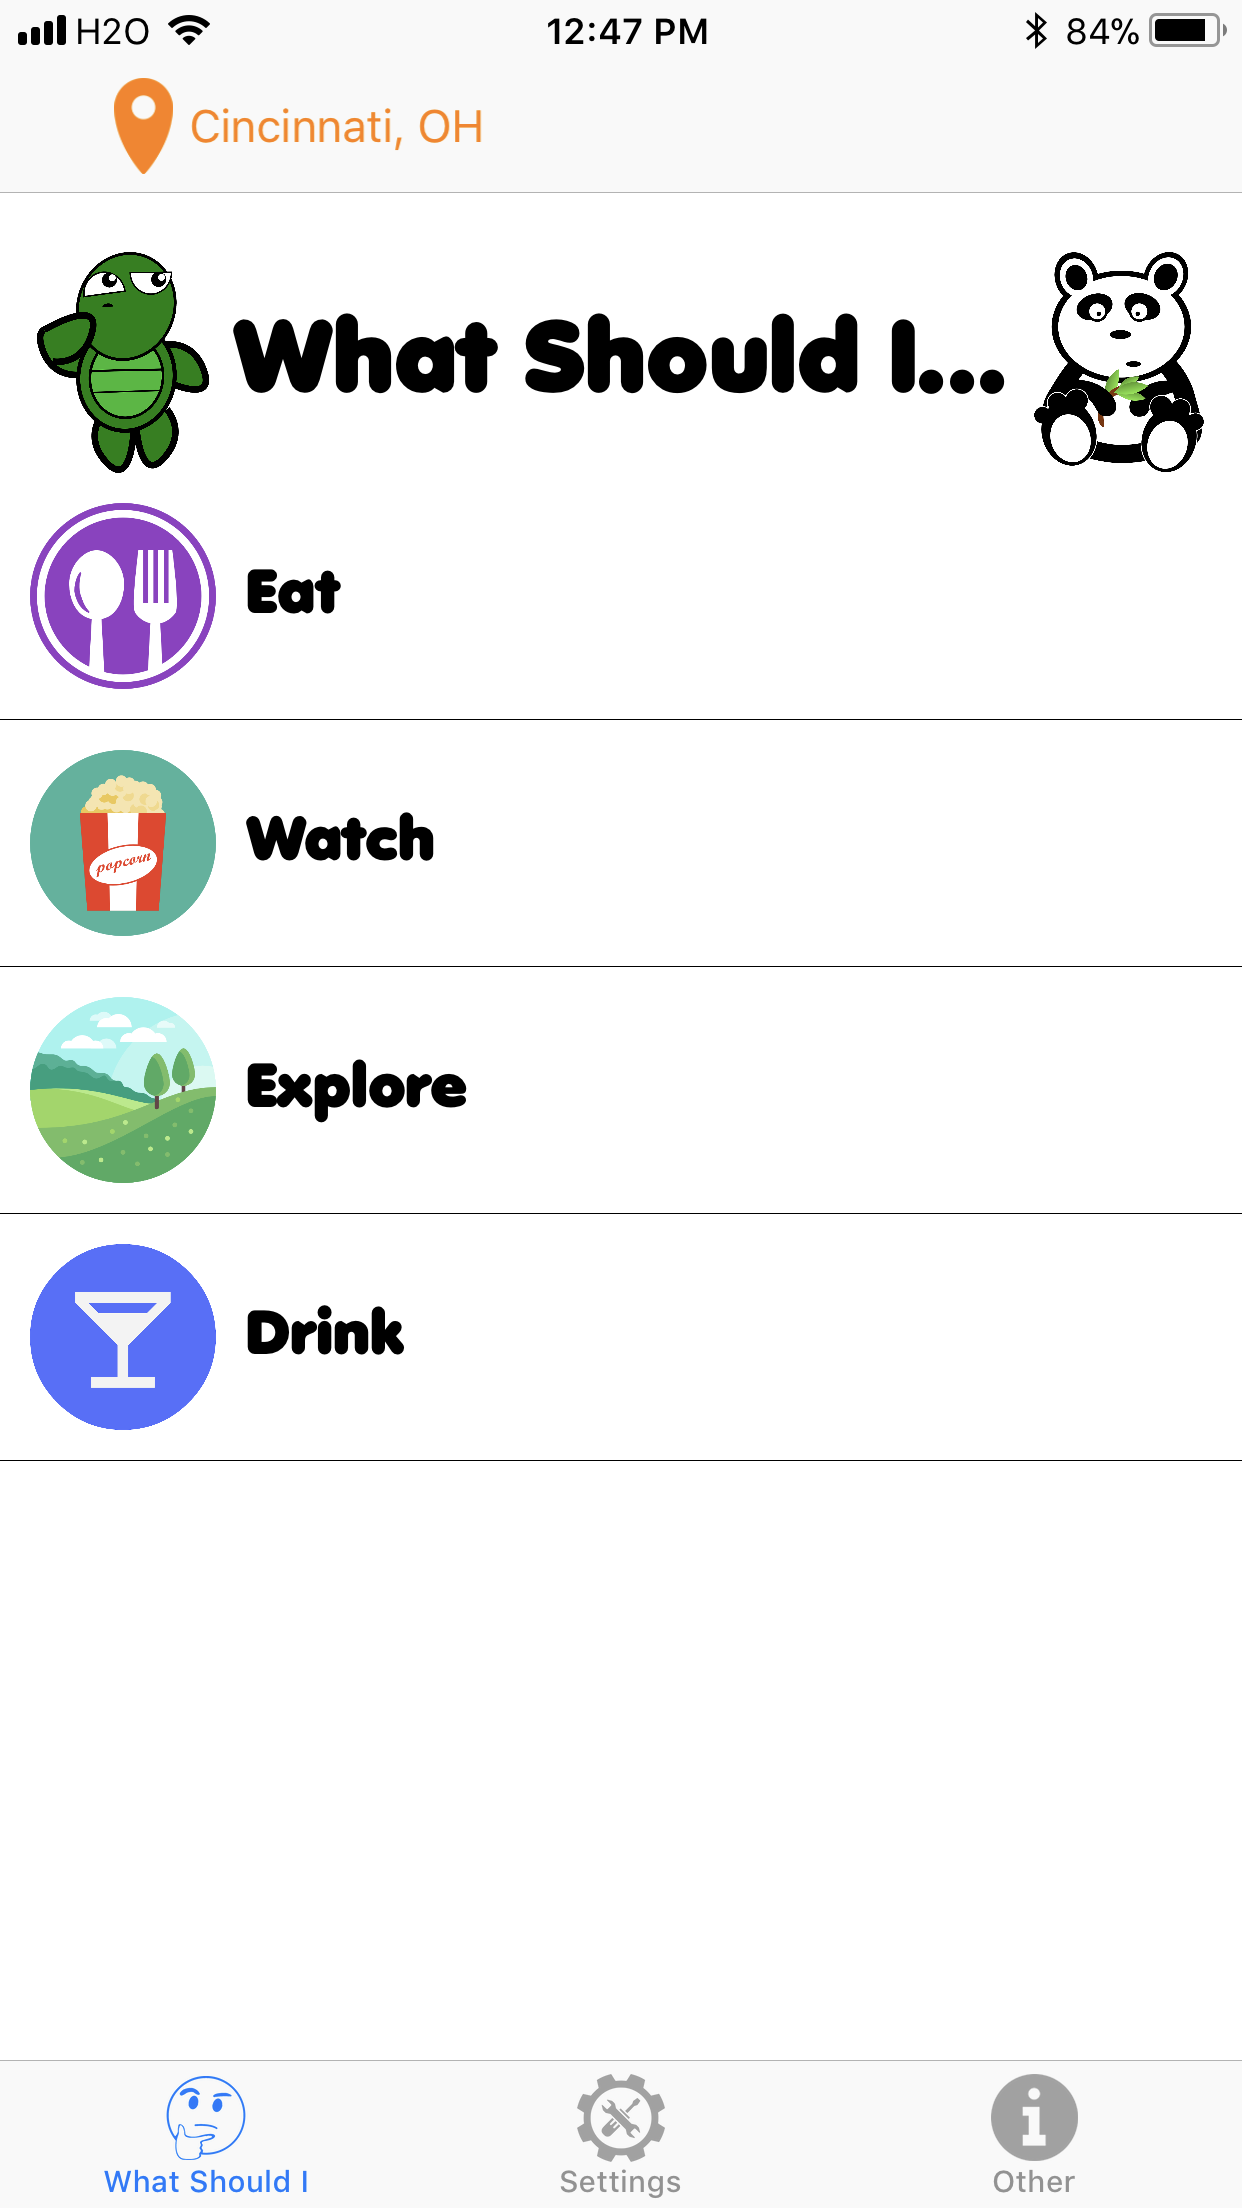 H2O 12:47 PM 84%
Cincinnati, OH
What Should I...
Eat
popcorn
Watch
Explore
Drink
What Should I Settings Other